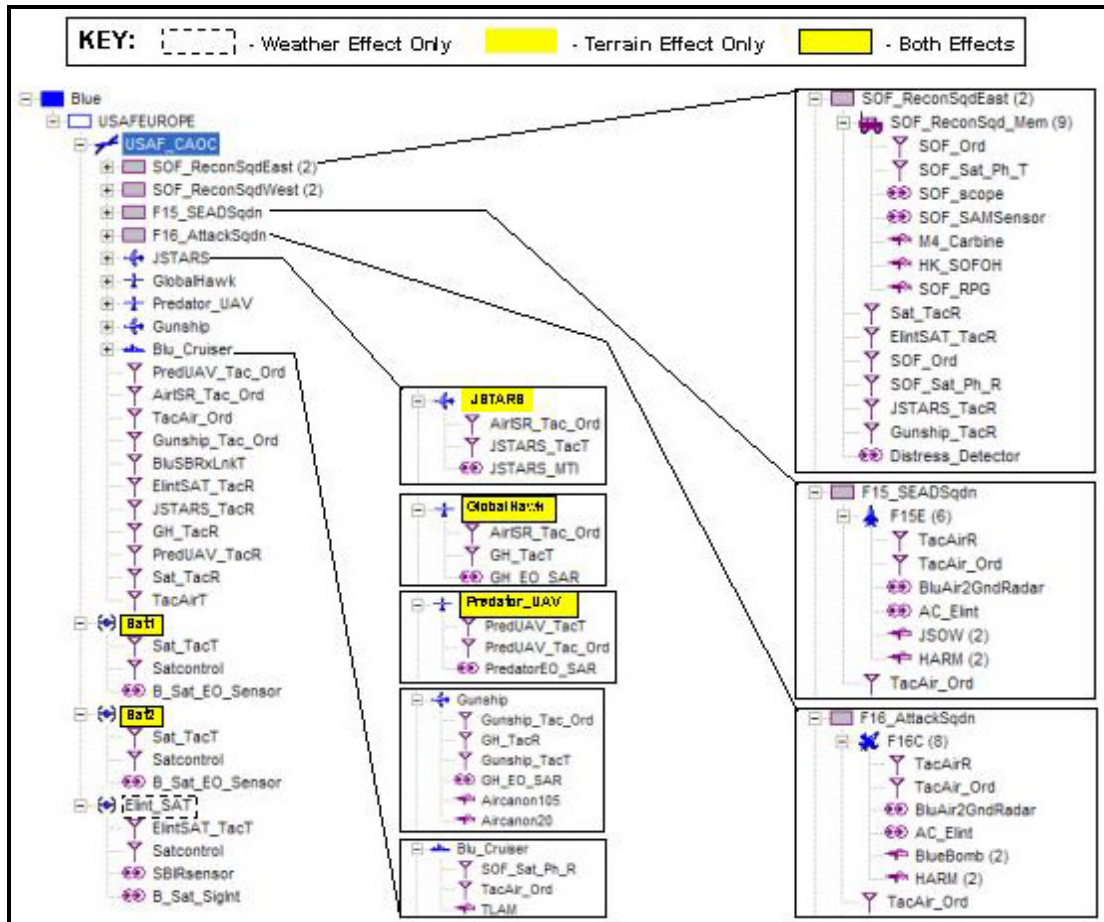 KEY: - Weather Effect Only - Terrain Effect Only - Both Effects
Blue
USAFEUROPE
USAF_CAOC
SOF_ReconSqdEast (2)
SOF_ReconSqdWest (2)
F15_SEADSqdn
F16_AttackSqdn
JSTARS
GlobalHawk
Predator_UAV
Gunship
Blu_Cruiser
PredUAV_Tac_Ord
AirISR_Tac_Ord
TacAir_Ord
Gunship_Tac_Ord
BluSBRxLnkT
ElintSAT_TacR
JSTARS_TacR
GH_TacR
PredUAV_TacR
Sat_TacR
TacAirT
Sat1
Sat_TacT
Satcontrol
B_Sat_EO_Sensor
Sat2
Sat_TacT
Satcontrol
B_Sat_EO_Sensor
Elint_SAT
ElintSAT_TacT
Satcontrol
SBIRsensor
B_Sat_SigInt
JSTARS
AirISR_Tac_Ord
JSTARS_TacT
JSTARS_MTI
GlobalHawk
AirISR_Tac_Ord
GH_TacT
GH_EO_SAR
Predator_UAV
PredUAV_TacT
PredUAV_Tac_Ord
PredatorEO_SAR
Gunship
Gunship_Tac_Ord
GH_TacR
Gunship_TacT
GH_EO_SAR
Aircanon105
Aircanon20
Blu_Cruiser
SOF_Sat_Ph_R
TacAir_Ord
TLAM
SOF_ReconSqdEast (2)
SOF_ReconSqd_Mem (9)
SOF_Ord
SOF_Sat_Ph_T
SOF_scope
SOF_SAMSensor
M4_Carbine
HK_SOFOH
SOF_RPG
Sat_TacR
ElintSAT_TacR
SOF_Ord
SOF_Sat_Ph_R
JSTARS_TacR
Gunship_TacR
Distress_Detector
F15_SEADSqdn
F15E (6)
TacAirR
TacAir_Ord
BluAir2GndRadar
AC_Elint
JSOW (2)
HARM (2)
TacAir_Ord
F16_AttackSqdn
F16C (8)
TacAirR
TacAir_Ord
BluAir2GndRadar
AC_Elint
BlueBomb (2)
HARM (2)
TacAir_Ord